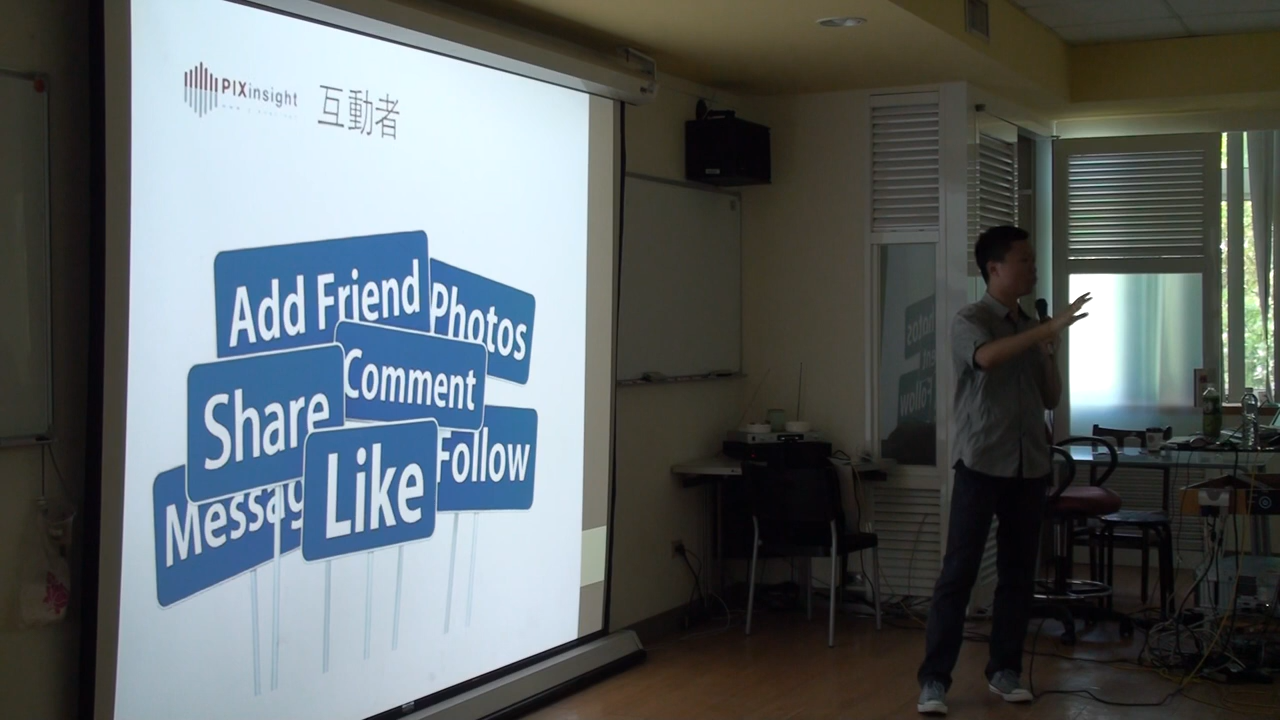 PIXinsight
互動者
Add Friend
Photos
Comment
Share
Like
Follow
Messag